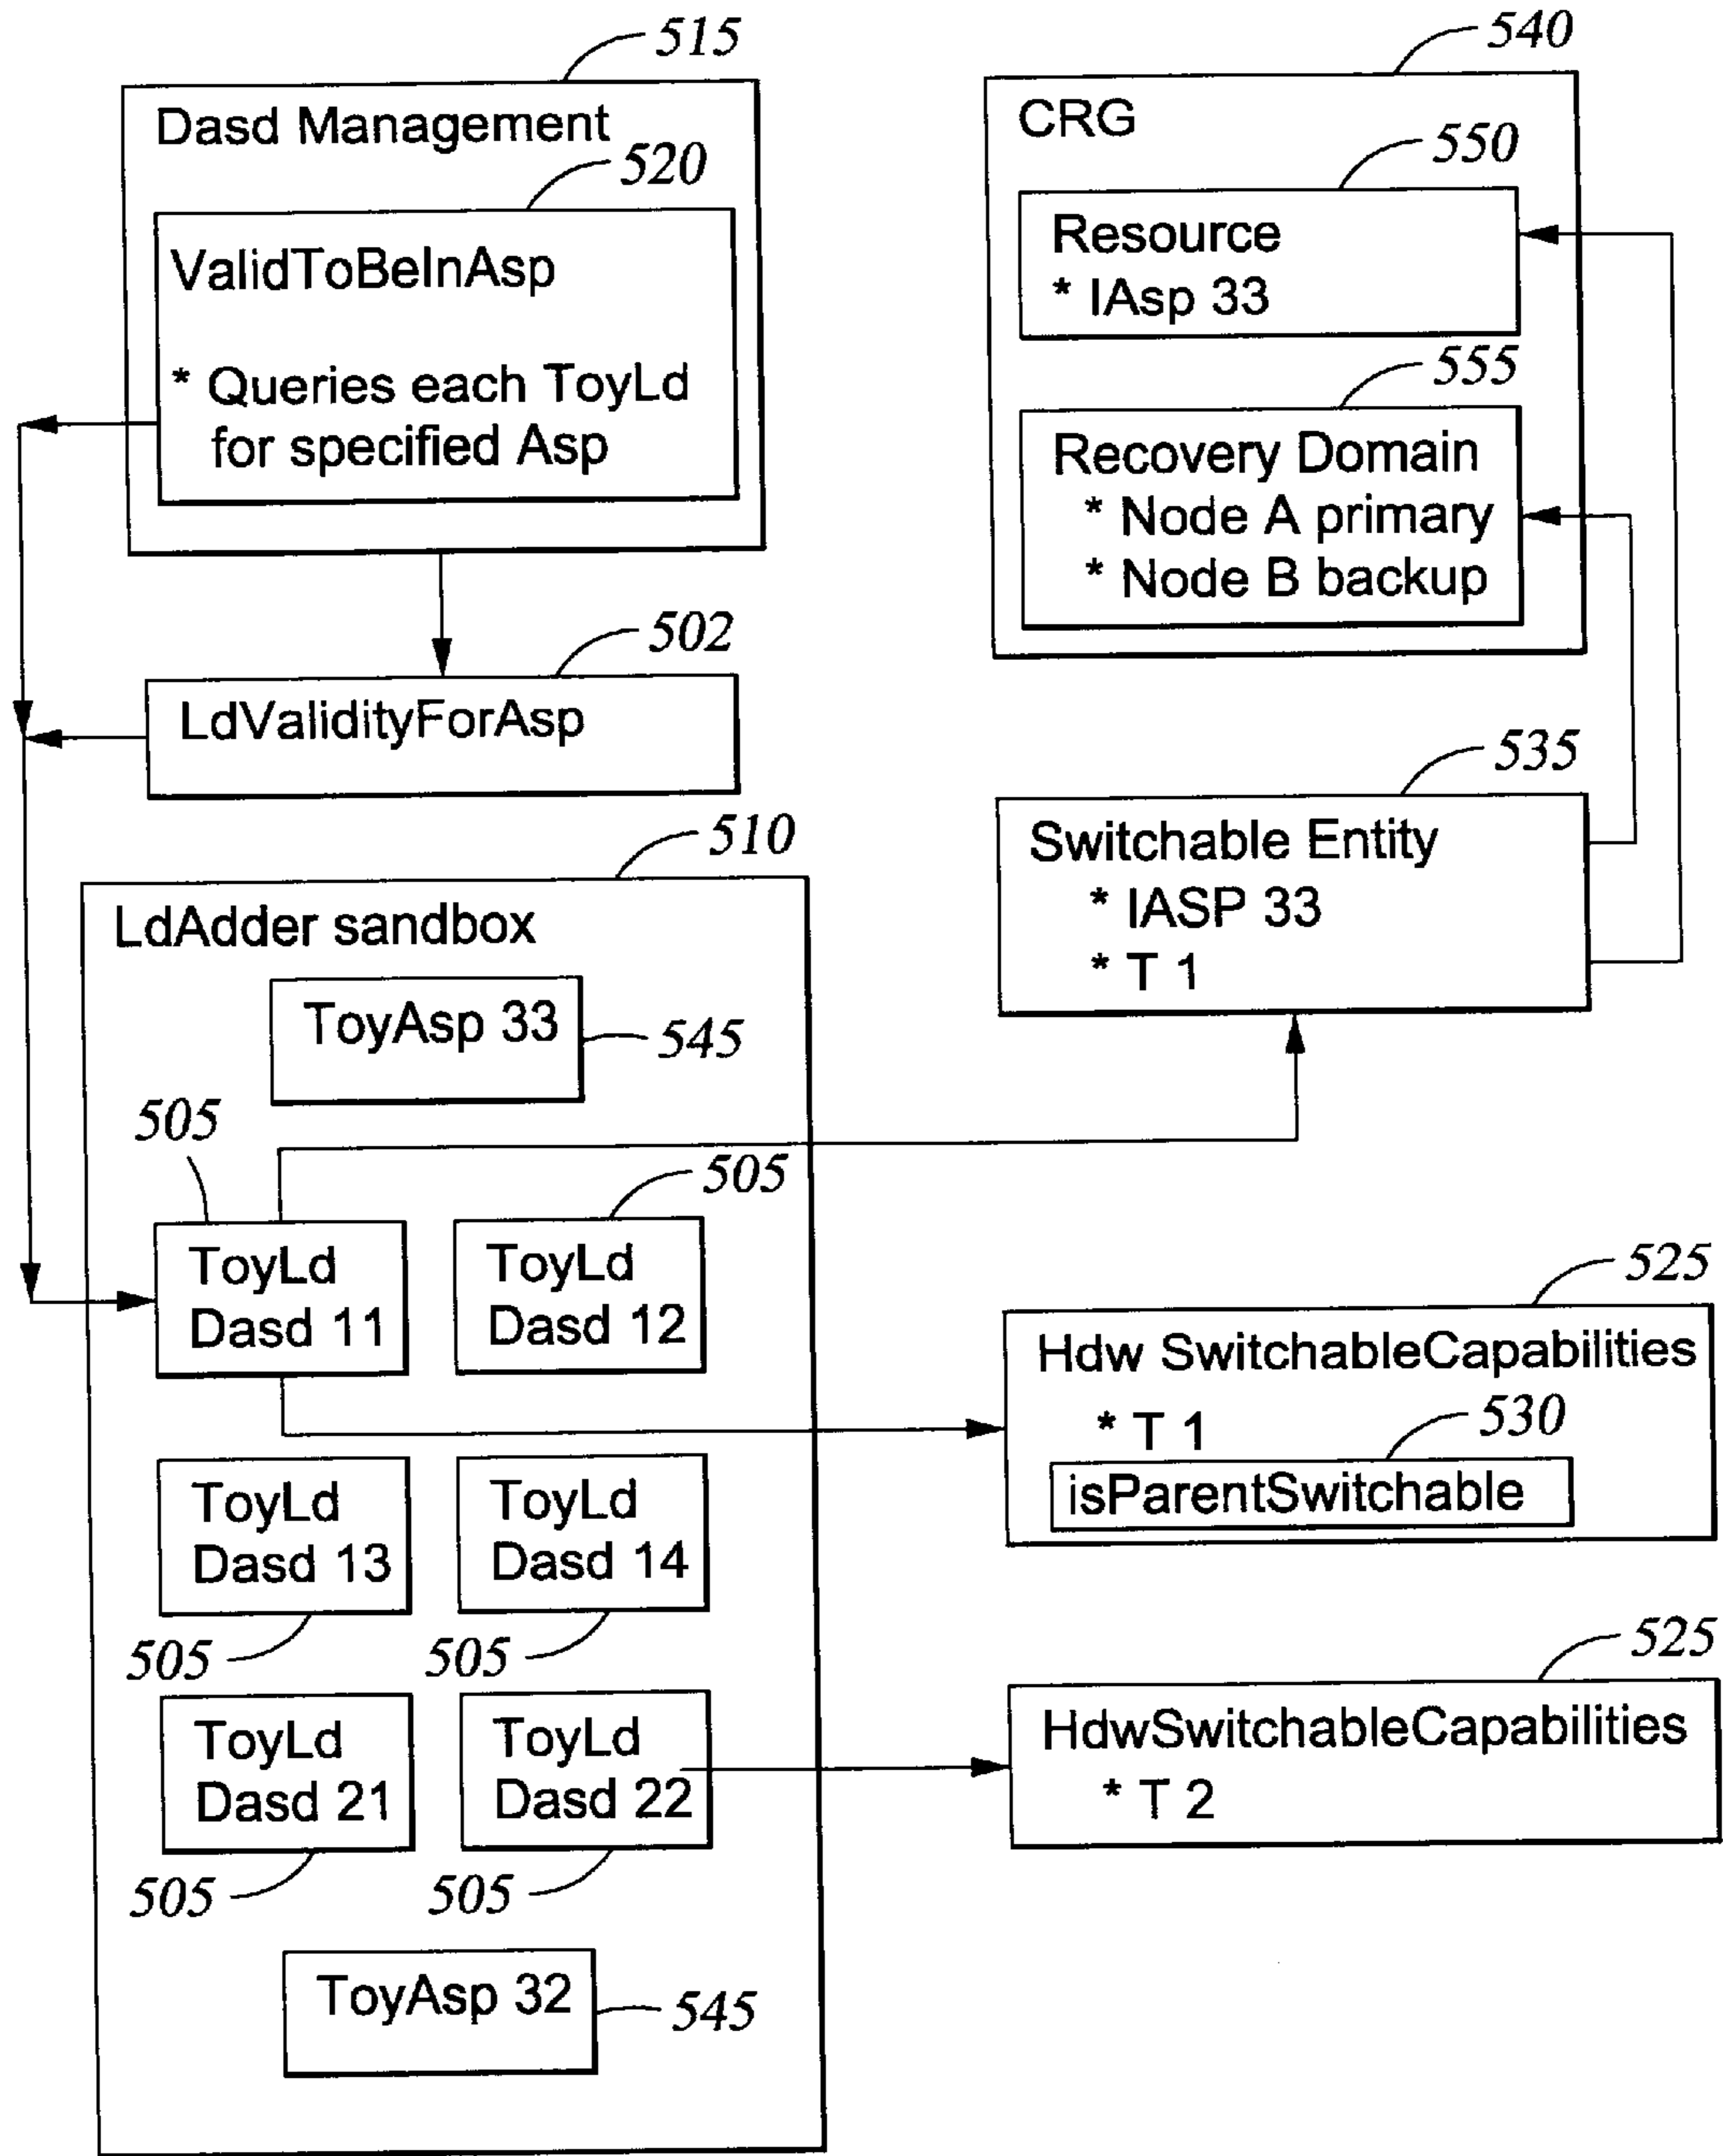 515
Dasd Management
520
ValidToBeInAsp
* Queries each ToyLd
for specified Asp
502
LdValidityForAsp
510
LdAdder sandbox
ToyAsp 33
545
505
ToyLd
Dasd 11
505
ToyLd
Dasd 12
ToyLd
Dasd 13
505
ToyLd
Dasd 14
505
ToyLd
Dasd 21
505
ToyLd
Dasd 22
505
ToyAsp 32
545
540
CRG
550
Resource
* IAsp 33
555
Recovery Domain
* Node A primary
* Node B backup
535
Switchable Entity
* IASP 33
* T 1
525
Hdw SwitchableCapabilities
* T 1
530
isParentSwitchable
525
HdwSwitchableCapabilities
* T 2